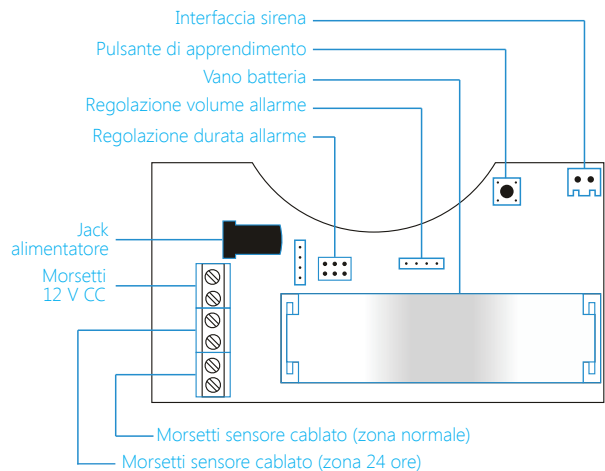 Interfaccia sirena
Pulsante di apprendimento
Vano batteria
Regolazione volume allarme
Regolazione durata allarme
Jack
alimentatore
Morsetti
12 V CC
Morsetti sensore cablato (zona normale)
Morsetti sensore cablato (zona 24 ore)